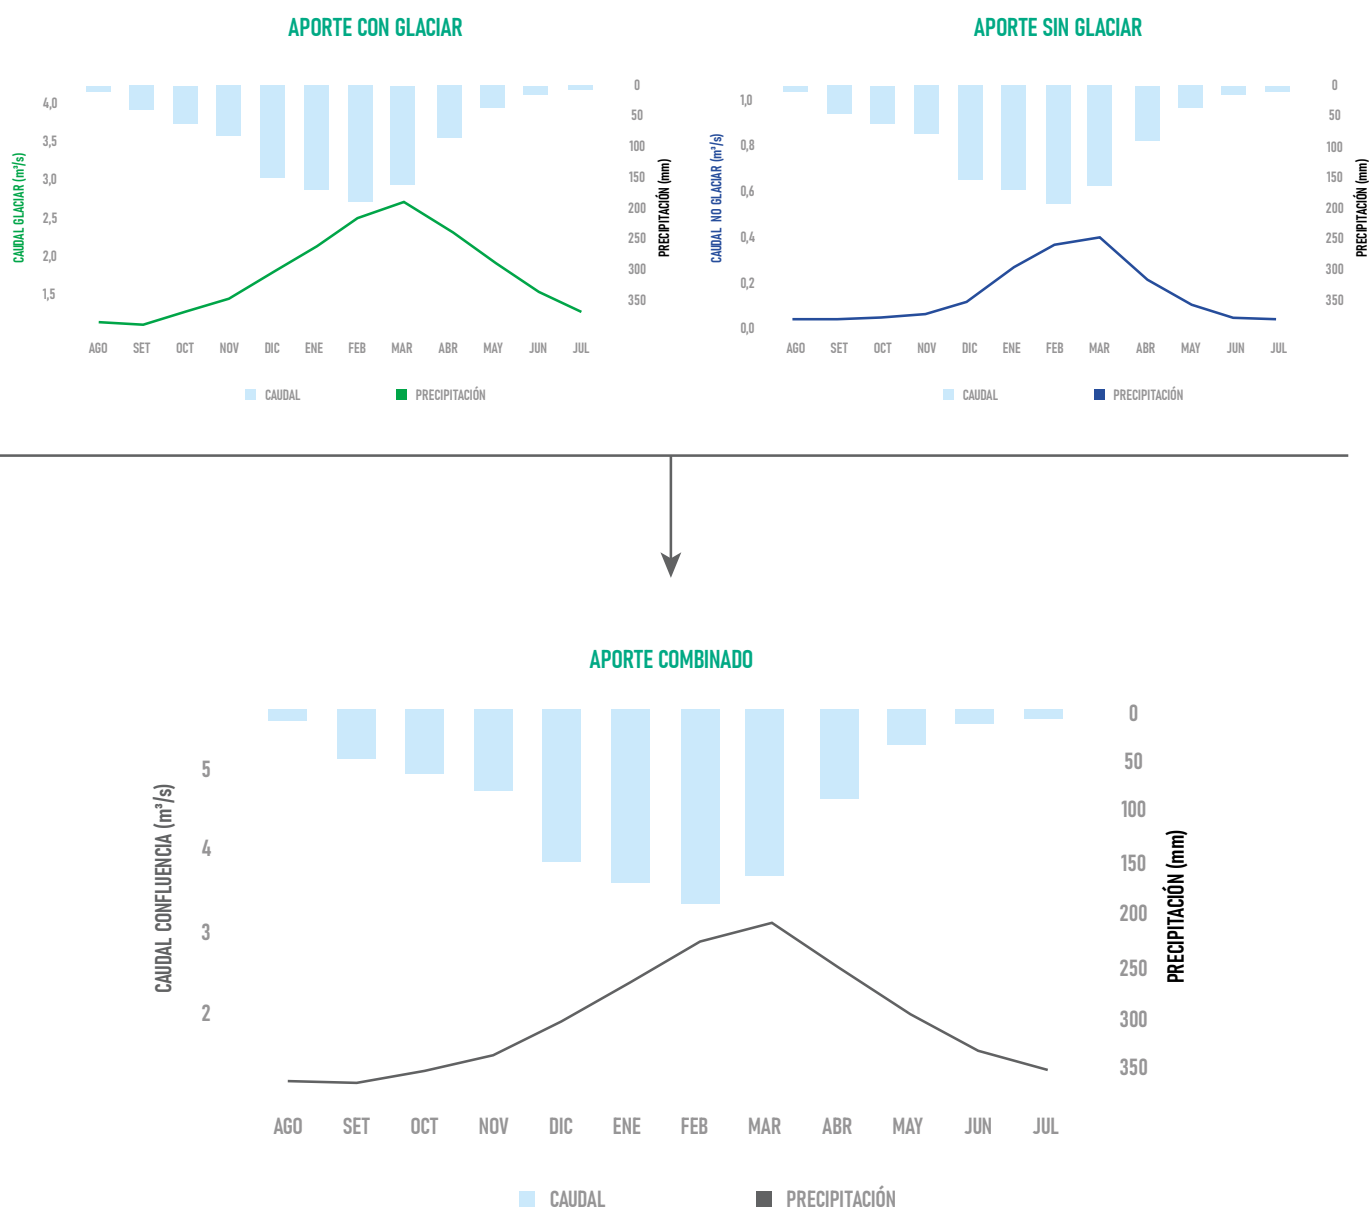 APORTE CON GLACIAR
CAUDAL GLACIAR (m³/s)
4,0
3,5
3,0
2,5
2,0
1,5
0
50
100
150
200
250
300
350
PRECIPITACIÓN (mm)
AGO SET OCT NOV DIC ENE FEB MAR ABR MAY JUN JUL
CAUDAL PRECIPITACIÓN
APORTE SIN GLACIAR
CAUDAL NO GLACIAR (m³/s)
1,0
0,8
0,6
0,4
0,2
0,0
0
50
100
150
200
250
300
350
PRECIPITACIÓN (mm)
AGO SET OCT NOV DIC ENE FEB MAR ABR MAY JUN JUL
CAUDAL PRECIPITACIÓN
APORTE COMBINADO
CAUDAL CONFLUENCIA (m³/s)
5
4
3
2
0
50
100
150
200
250
300
350
PRECIPITACIÓN (mm)
AGO SET OCT NOV DIC ENE FEB MAR ABR MAY JUN JUL
CAUDAL PRECIPITACIÓN